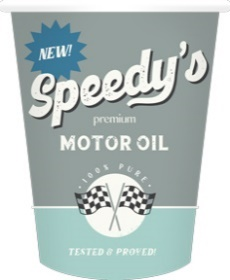 NEW!
Speedy's
premium
MOTOR OIL
100% PURE
TESTED & PROVED!